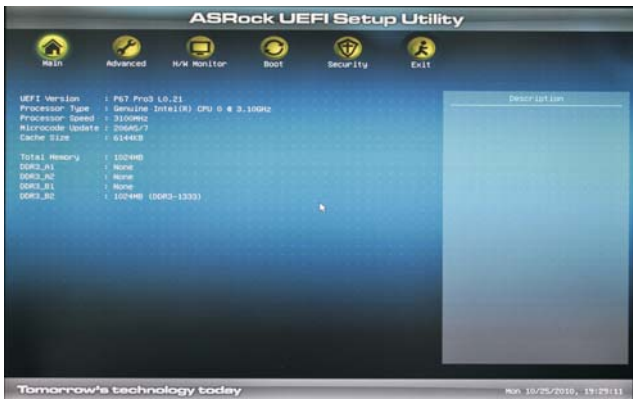 ASRock UEFI Setup Utility
Main Advanced H/W Monitor Boot Security Exit
UEFI Version : P67 Pro3 L0.21
Processor Type : Genuine Intel(R) CPU 0 @ 3.10GHz
Processor Speed : 3100MHz
Microcode Update : 206A5/7
Cache Size : 6144KB
Total Memory : 1024MB
DDR3_A1 : None
DDR3_A2 : None
DDR3_B1 : None
DDR3_B2 : 1024MB (DDR3-1333)
Description
Tomorrow's technology today
Mon 10/25/2010, 19:29:11